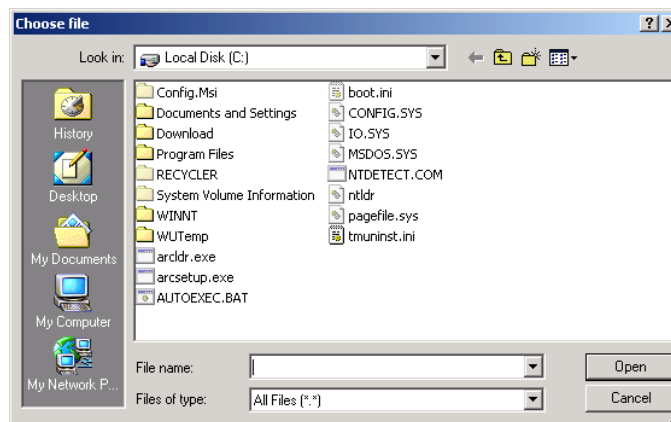 Choose file
Look in:
Local Disk (C:)
History
Desktop
My Documents
My Computer
My Network P...
Config.Msi
Documents and Settings
Download
Program Files
RECYCLER
System Volume Information
WINNT
WUTemp
arcldr.exe
arcsetup.exe
AUTOEXEC.BAT
boot.ini
CONFIG.SYS
IO.SYS
MSDOS.SYS
NTDETECT.COM
ntldr
pagefile.sys
tmuninst.ini
File name:
Open
Files of type:
All Files (*.*)
Cancel